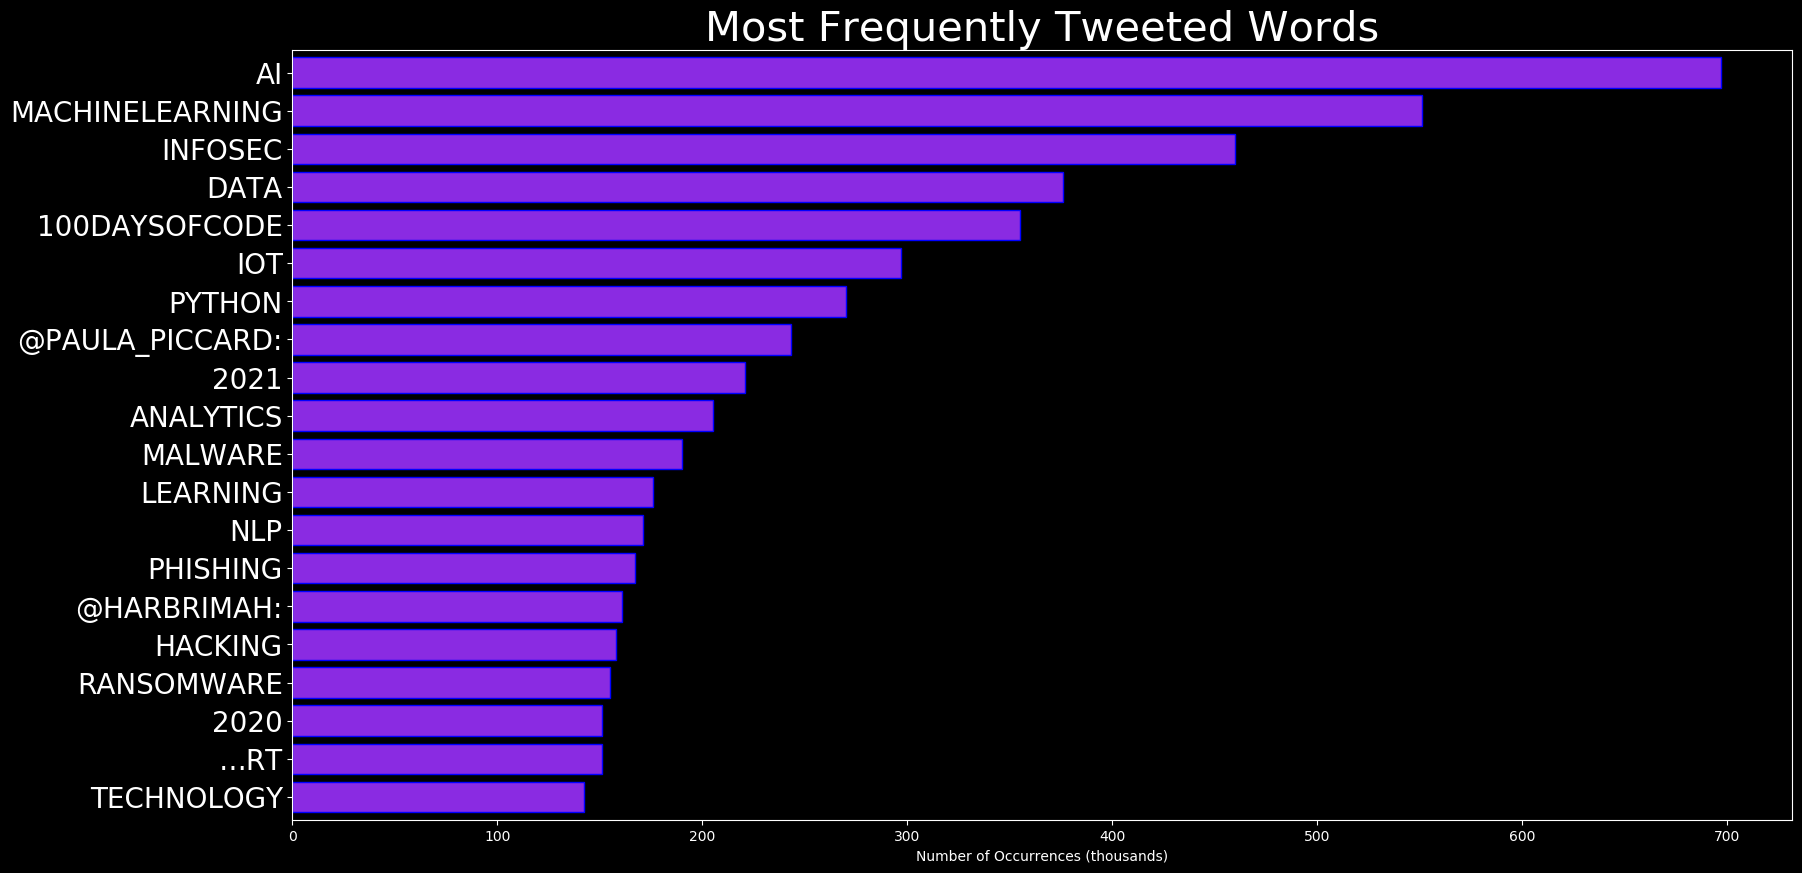 Most Frequently Tweeted Words
AI
MACHINELEARNING
INFOSEC
DATA
100DAYSOFCODE
IOT
PYTHON
@PAULA_PICCARD:
2021
ANALYTICS
MALWARE
LEARNING
NLP
PHISHING
@HARBRIMAH:
HACKING
RANSOMWARE
2020
…RT
TECHNOLOGY
0 100 200 300 400 500 600 700
Number of Occurrences (thousands)